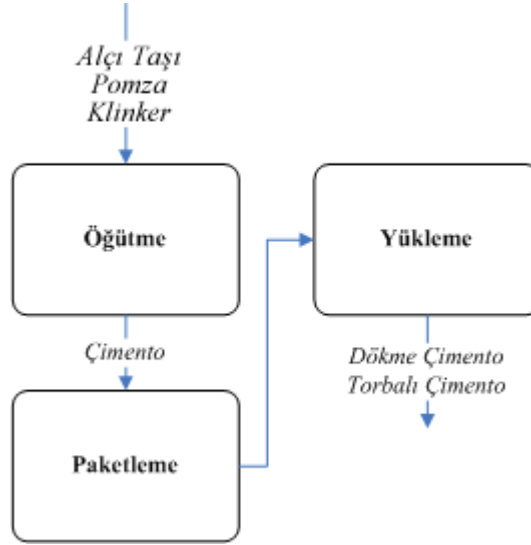 Alçı Taşı
Pomza
Klinker
Öğütme
Çimento
Paketleme
Yükleme
Dökme Çimento
Torbalı Çimento